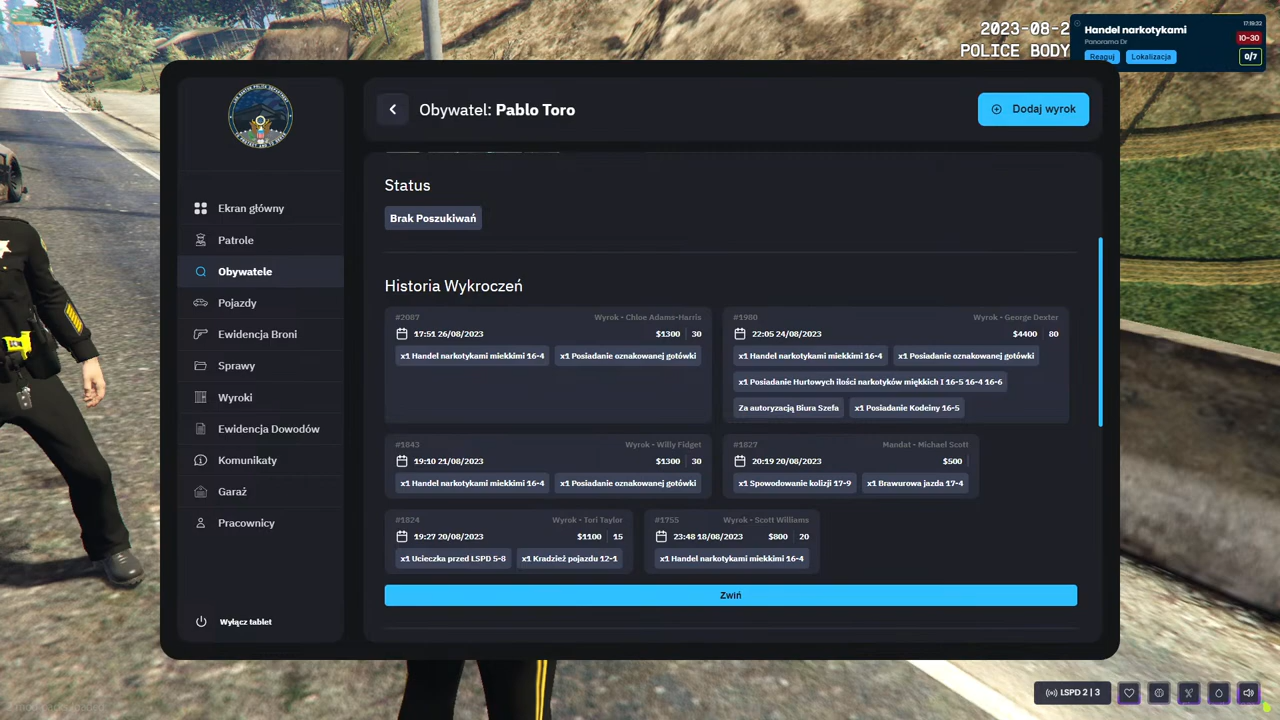 2023-08-2
POLICE BODY
Handel narkotykami
Panorama Dr
Reaguj
Lokalizacja
17:19:32
10-30
0/7
Obywatel: Pablo Toro
Dodaj wyrok
Ekran główny
Patrole
Obywatele
Pojazdy
Ewidencja Broni
Sprawy
Wyroki
Ewidencja Dowodów
Komunikaty
Garaż
Pracownicy
Wyłącz tablet
Status
Brak Poszukiwań
Historia Wykroczeń
#2007 Wyrok - Chloe Adams-Harris
17:51 26/08/2023 $1300 30
x1 Handel narkotykami miekkimi 16-4 x1 Posiadanie oznakowanej gotówki
#1980 Wyrok - George Dexter
22:05 24/08/2023 $4400 80
x1 Handel narkotykami miekkimi 16-4 x1 Posiadanie oznakowanej gotówki
x1 Posiadanie Hurtowych ilości narkotyków miękkich I 16-5 16-4 16-6
Za autoryzacją Biura Szefa x1 Posiadanie Kodeiny 16-5
#1843 Wyrok - Willy Fidget
19:10 21/08/2023 $1300 30
x1 Handel narkotykami miekkimi 16-4 x1 Posiadanie oznakowanej gotówki
#1827 Mandat - Michael Scott
20:19 20/08/2023 $500
x1 Spowodowanie kolizji 17-9 x1 Brawurowa jazda 17-4
#1824 Wyrok - Tori Taylor
19:27 20/08/2023 $1100 15
x1 Ucieczka przed LSPD 5-8 x1 Kradzież pojazdu 12-1
#1755 Wyrok - Scott Williams
23:48 18/08/2023 $800 20
x1 Handel narkotykami miekkimi 16-4
Zwiń
LSPD 2 | 3